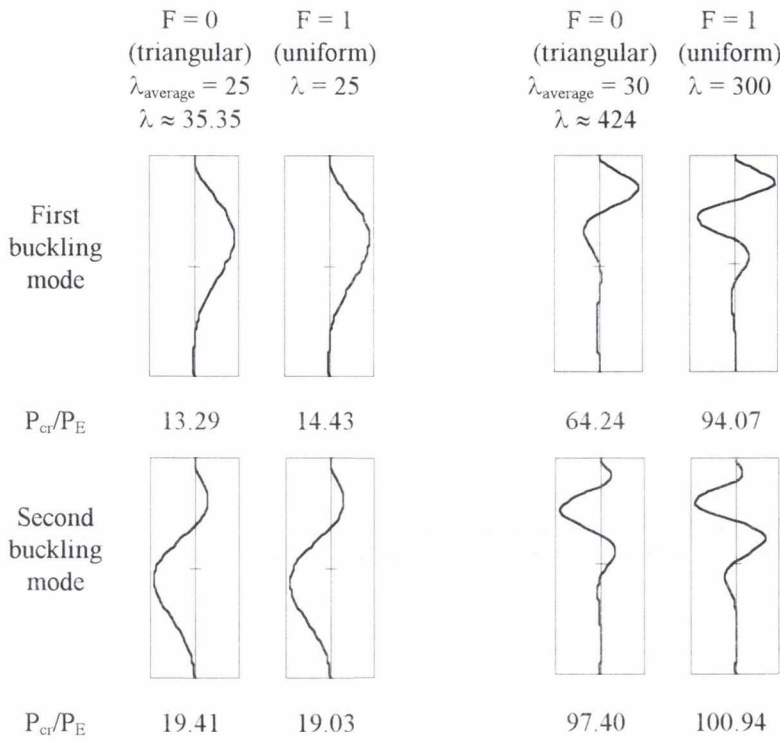 F = 0 F = 1 F = 0 F = 1
(triangular) (uniform) (triangular) (uniform)
λaverage = 25 λ = 25 λaverage = 30 λ = 300
λ ≈ 35.35 λ ≈ 424
First
buckling
mode
Pcr/PE 13.29 14.43 64.24 94.07
Second
buckling
mode
Pcr/PE 19.41 19.03 97.40 100.94